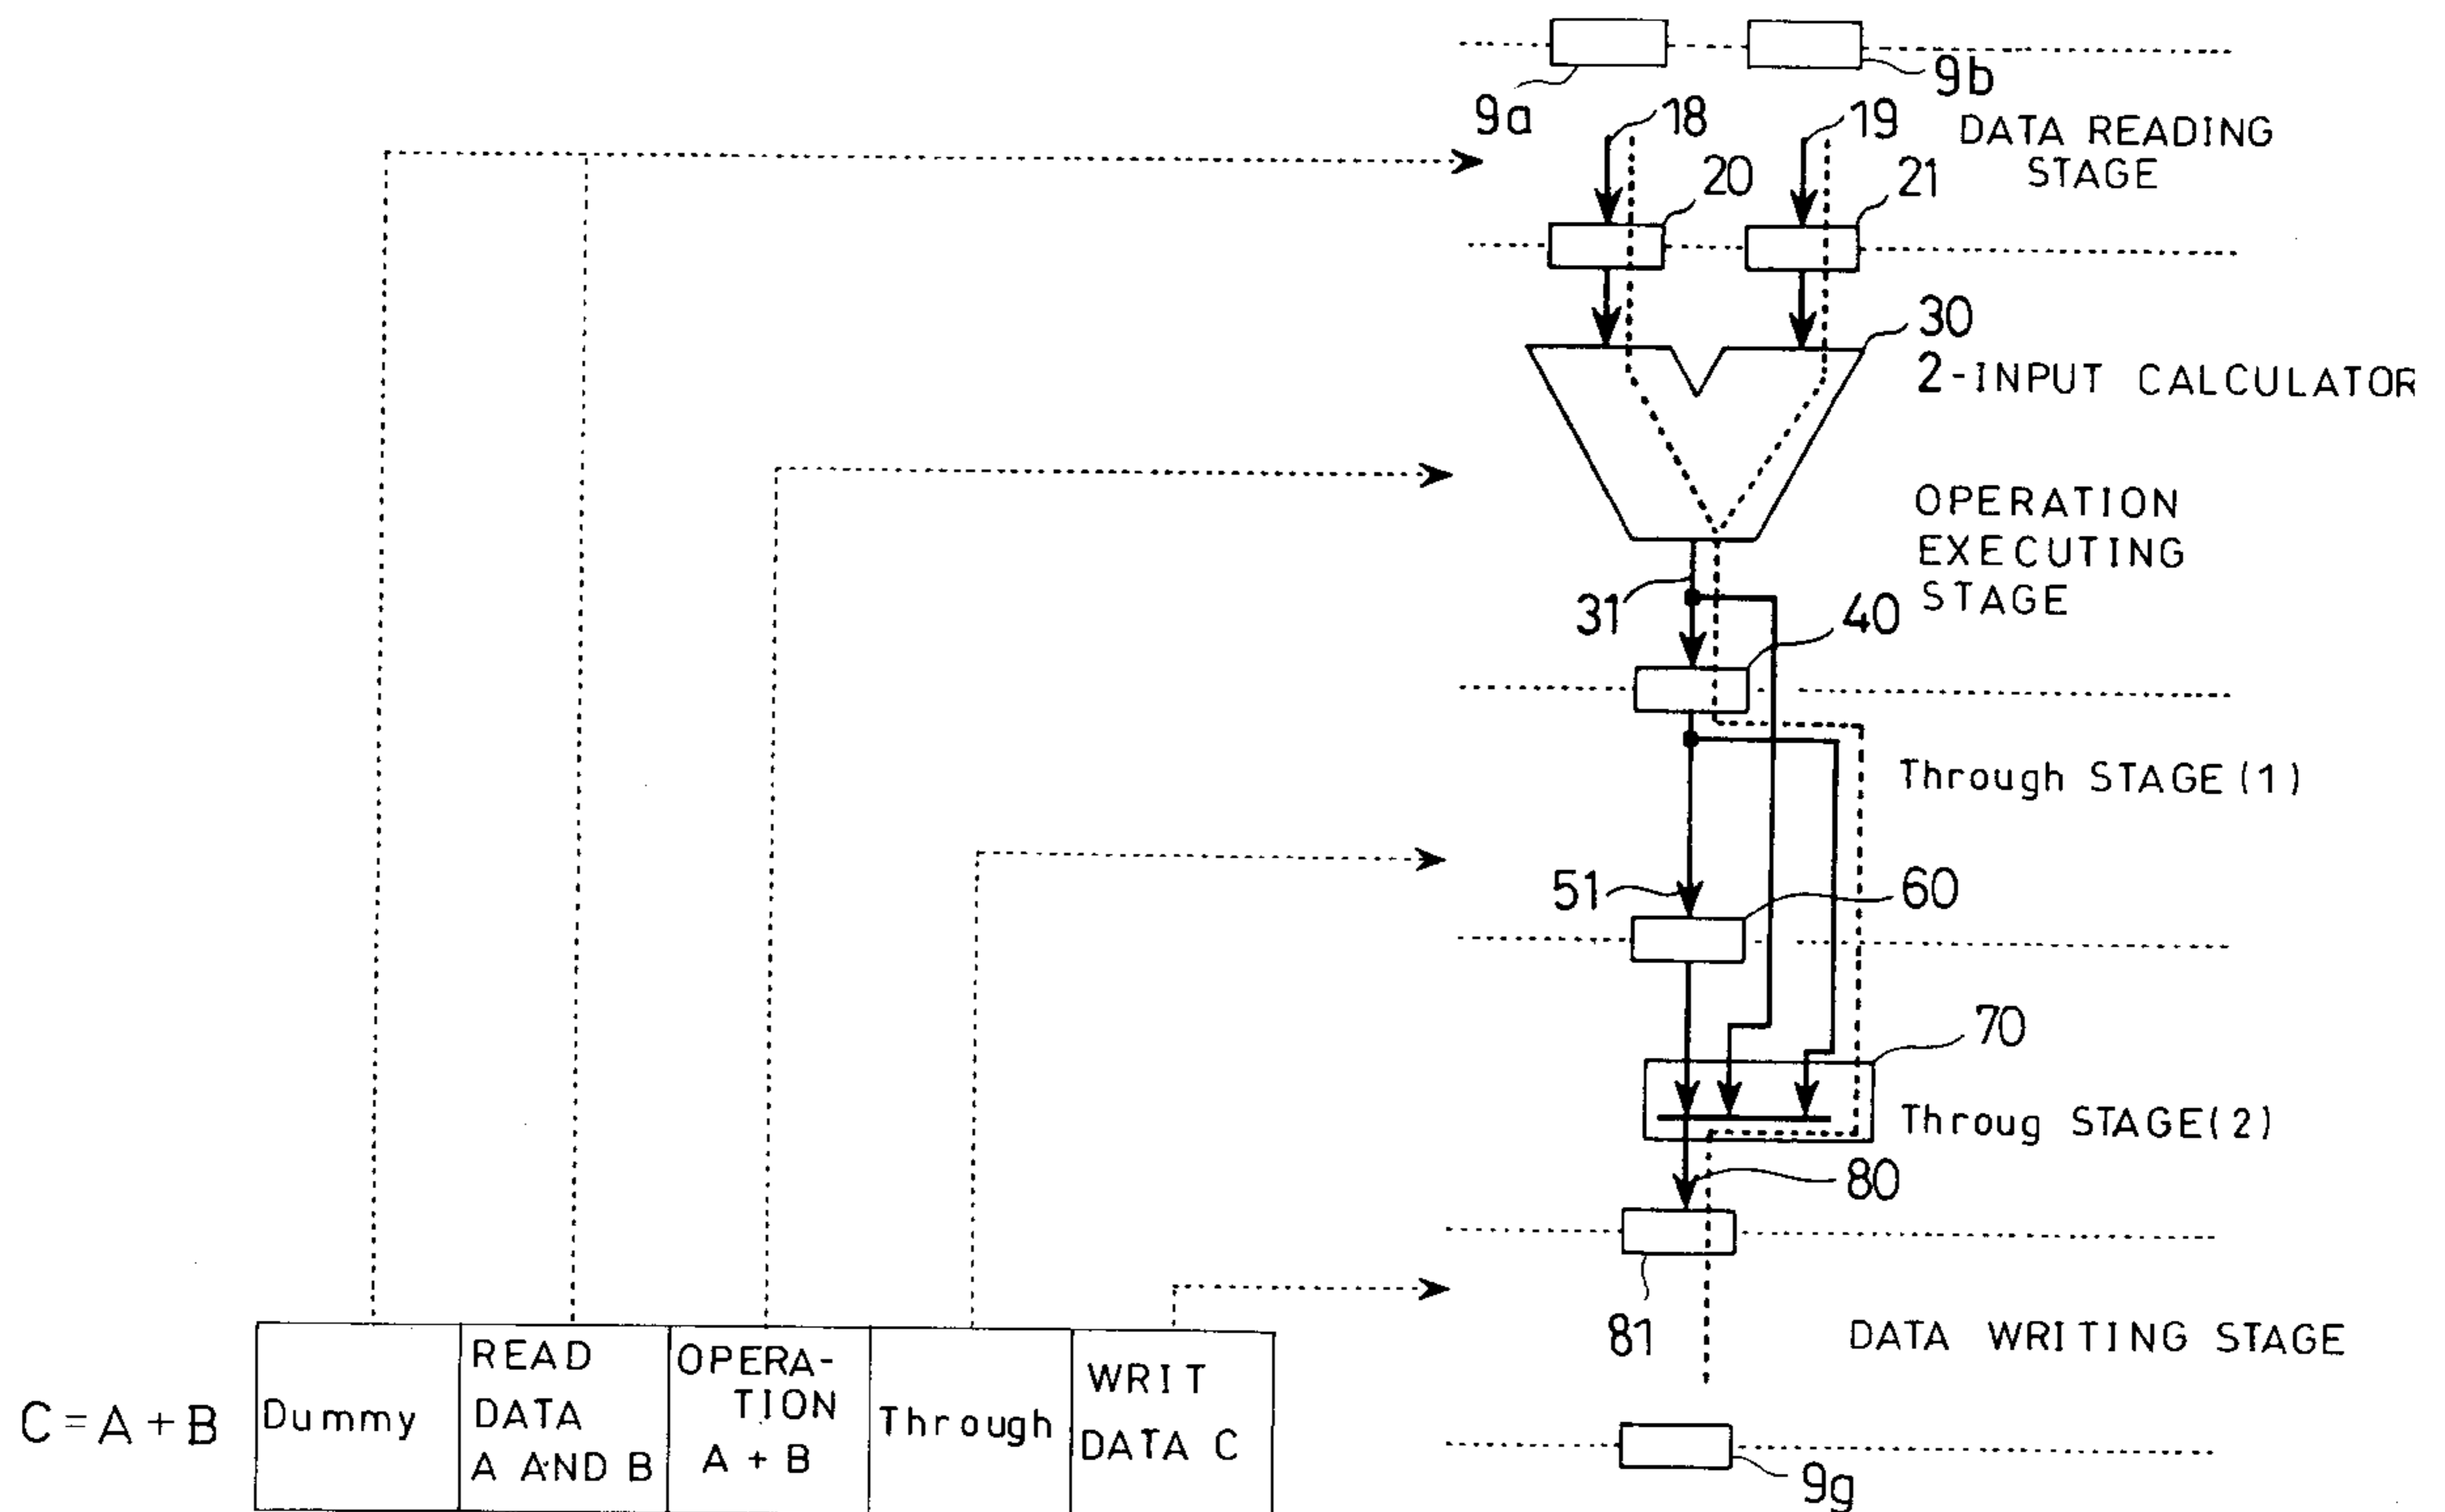 9a
9b
18
19
DATA READING
STAGE
20
21
30
2-INPUT CALCULATOR
OPERATION
EXECUTING
STAGE
31
40
Through STAGE (1)
51
60
70
Throug STAGE(2)
80
81
DATA WRITING STAGE
9g
C=A+B
Dummy
READ
DATA
A AND B
OPERA-
TION
A + B
Through
WRIT
DATA C